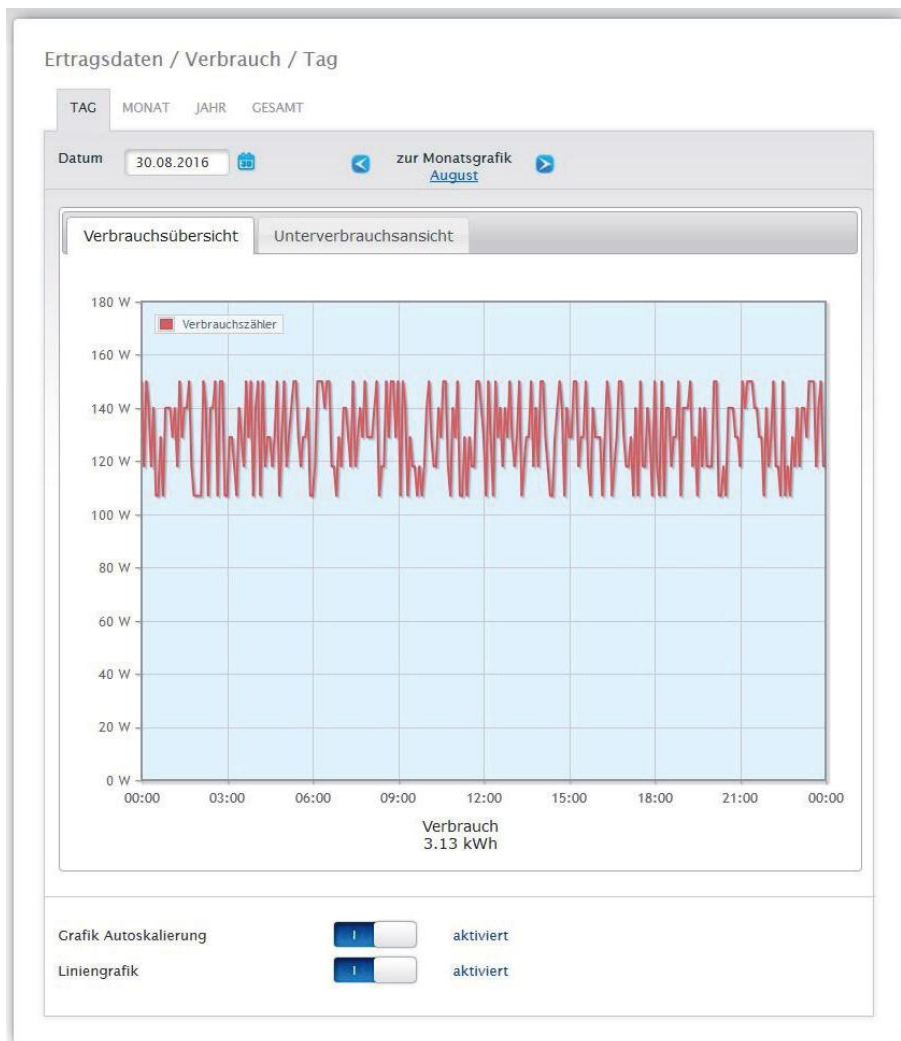 Ertragsdaten / Verbrauch / Tag
TAG MONAT JAHR GESAMT
Datum 30.08.2016 30 zur Monatsgrafik
August
Verbrauchsübersicht Unterverbrauchsansicht
180 W
Verbrauchszähler
160 W
140 W
120 W
100 W
80 W
60 W
40 W
20 W
0 W
00:00 03:00 06:00 09:00 12:00 15:00 18:00 21:00 00:00
Verbrauch
3.13 kWh
Grafik Autoskalierung I aktiviert
Liniengrafik I aktiviert